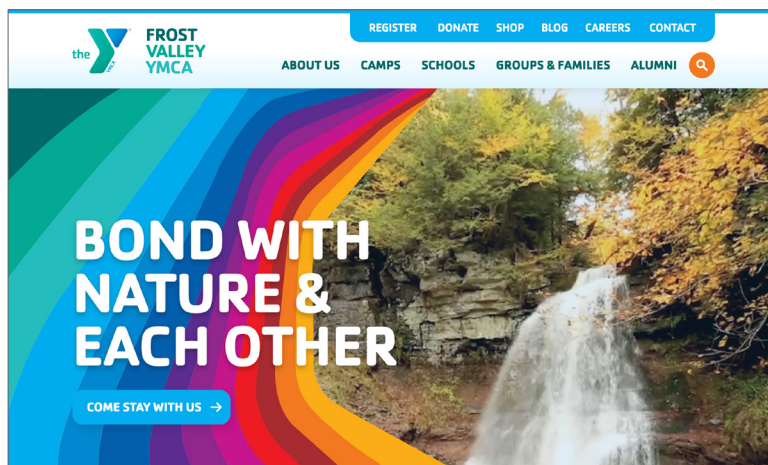 REGISTER DONATE SHOP BLOG CAREERS CONTACT
the
YMCA
FROST
VALLEY
YMCA
ABOUT US CAMPS SCHOOLS GROUPS & FAMILIES ALUMNI
BOND WITH
NATURE &
EACH OTHER
COME STAY WITH US →